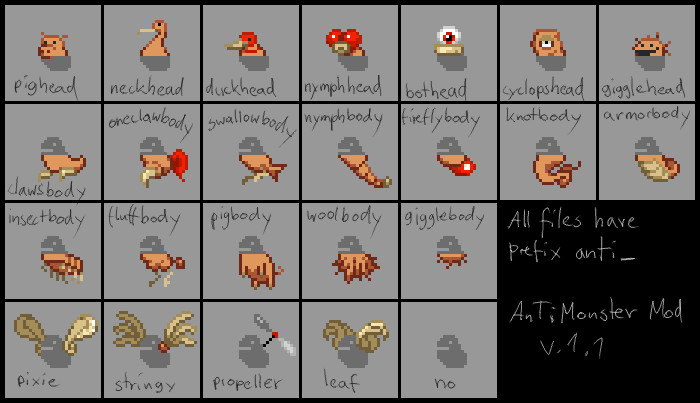 pighead
neckhead
duckhead
nymphhead
bothead
cyclopshead
gigglehead
clawsbody
oneclawbody
swallowbody
nymphbody
fireflybody
knotbody
armorbody
insectbody
fluffbody
pigbody
woolbody
gigglebody
All files have
prefix anti_
AnTiMonster Mod
v.1.1
pixie
stringy
propeller
leaf
no